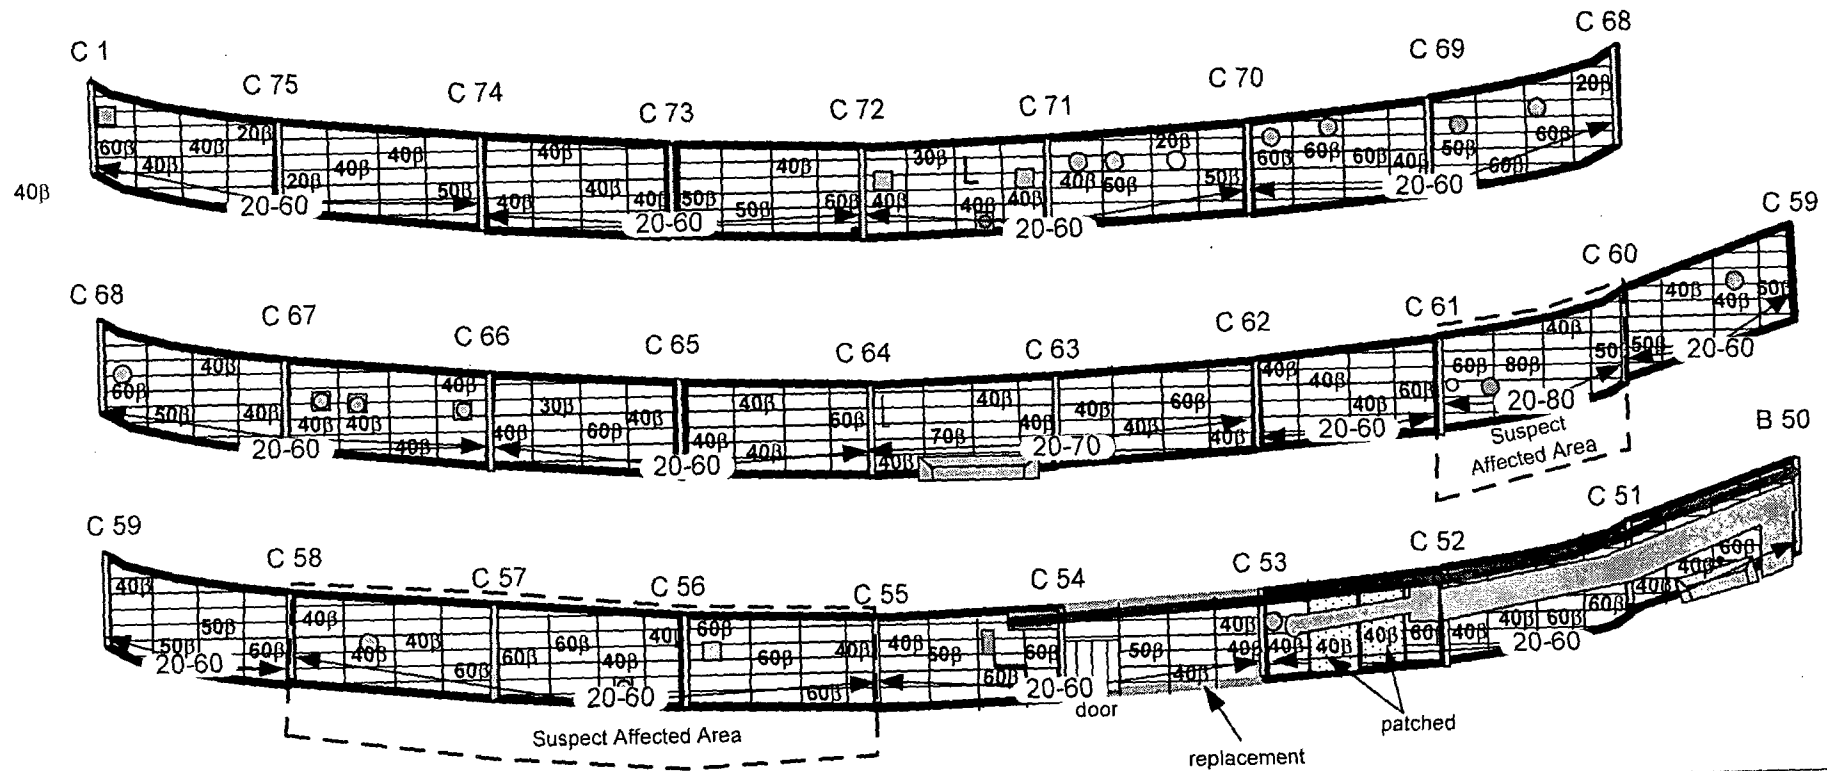 C 1
C 75
C 74
C 73
C 72
C 71
C 70
C 69
C 68
40β
60β 40β 40β 20β
20β 40β 40β 50β
20-60
40β 40β 40β 40β
50β 50β 40β 60β
20-60
40β 30β 40β 40β
40β 50β 20β 50β
20-60
60β 60β 60β 40β
50β 60β 60β 20β
20-60
C 68
C 67
C 66
C 65
C 64
C 63
C 62
C 61
C 60
C 59
60β 50β 40β 40β
40β 40β 40β 40β
20-60
40β 30β 60β 40β
40β 40β 40β 60β
20-60
40β 70β 40β 40β
40β 40β 60β 40β
20-70
40β 40β 40β 60β
20-60
60β 80β 40β 50
20-80
Suspect
Affected Area
50β 40β 40β 50β
20-60
C 59
C 58
C 57
C 56
C 55
C 54
C 53
C 52
C 51
B 50
40β 50β 50β 60β
20-60
40β 40β 40β 60β
60β 60β 40β 40β
20-60
60β 60β 60β 40β
Suspect Affected Area
40β 60β 60β 60β
20-60
door
50β 40β 40β 40β
replacement
40β 40β 40β 60β
patched
40β 40β 60β 60β
20-60
40β 40β 60β